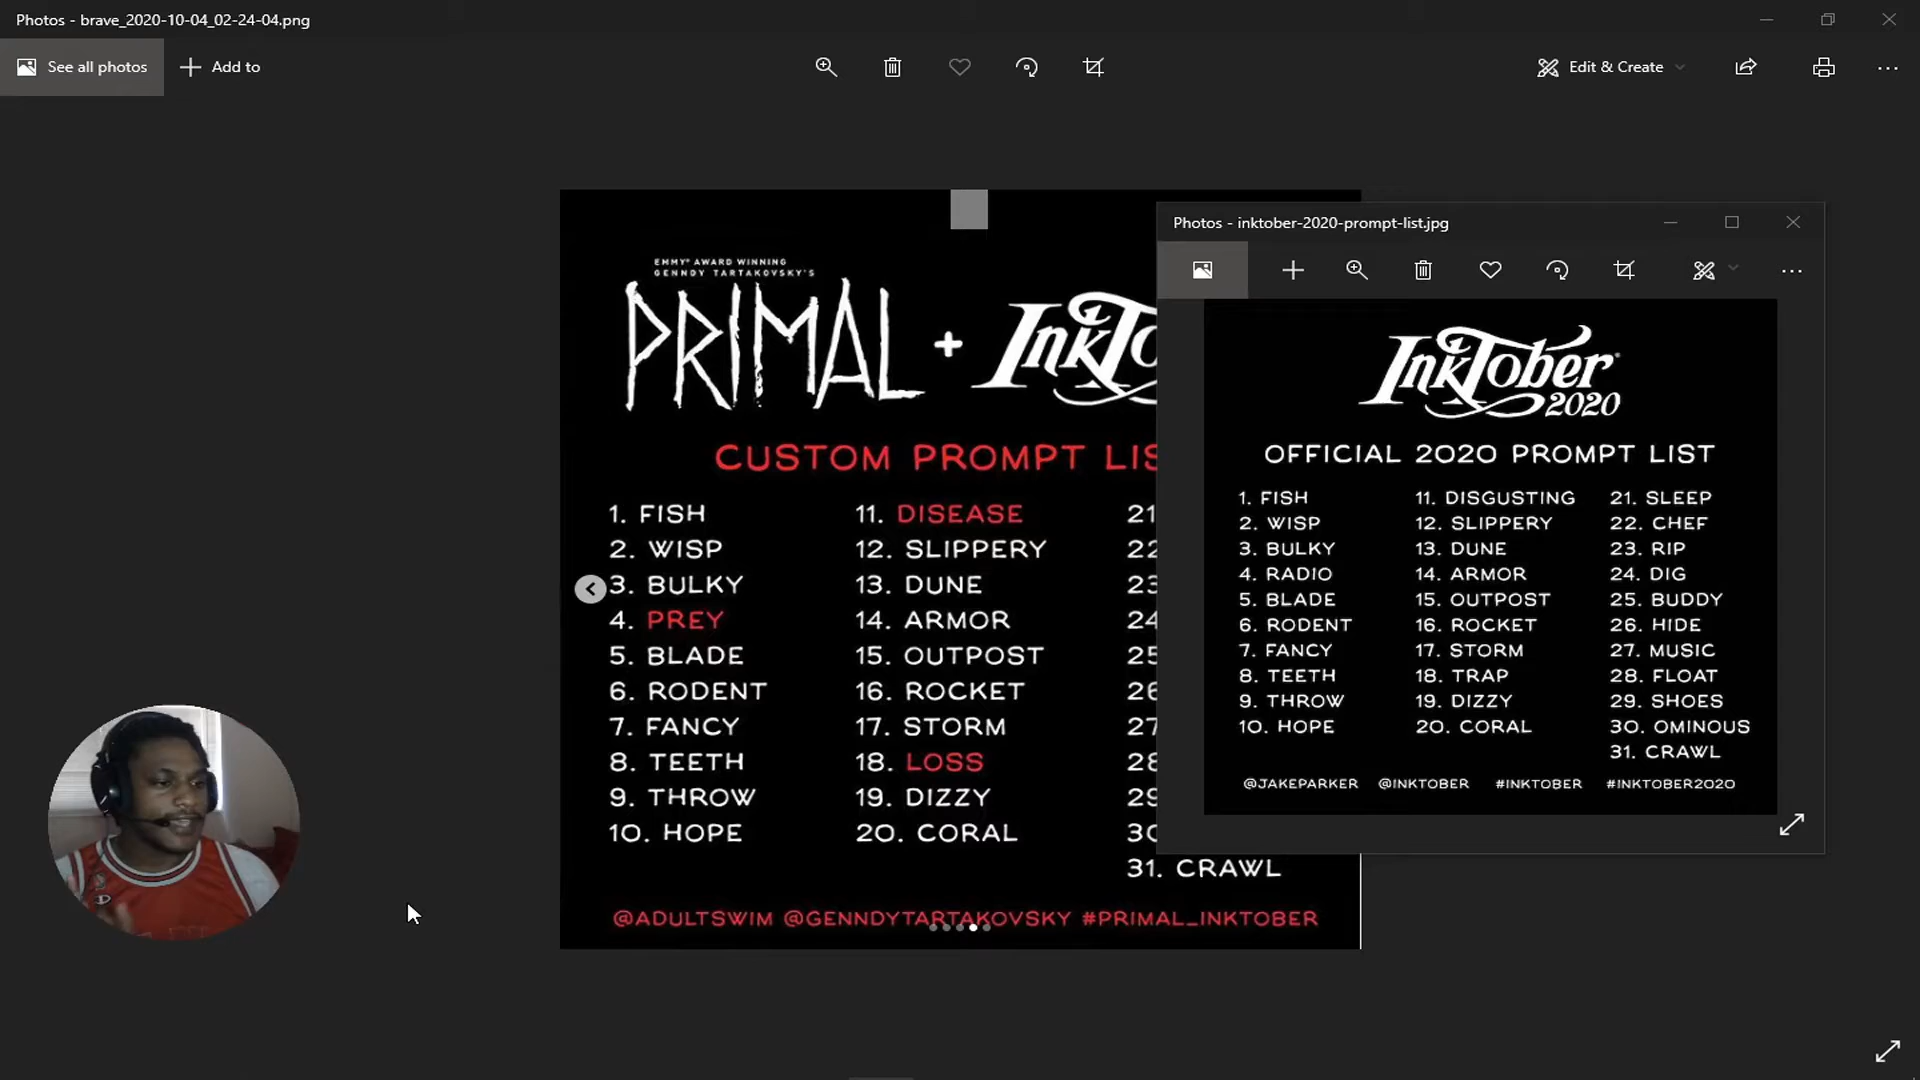 Photos - brave_2020-10-04_02-24-04.png
See all photos
Add to
Edit & Create
EMMY® AWARD WINNING
GENNDY TARTAKOVSKY'S
PRIMAL + InkTo
CUSTOM PROMPT LIS
1. FISH
2. WISP
3. BULKY
4. PREY
5. BLADE
6. RODENT
7. FANCY
8. TEETH
9. THROW
10. HOPE
11. DISEASE
12. SLIPPERY
13. DUNE
14. ARMOR
15. OUTPOST
16. ROCKET
17. STORM
18. LOSS
19. DIZZY
20. CORAL
21
22
23
24
25
26
27
28
29
30
31. CRAWL
@ADULTSWIM @GENNDYTARTAKOVSKY #PRIMAL_INKTOBER
Photos - inktober-2020-prompt-list.jpg
InkTober®
2020
OFFICIAL 2020 PROMPT LIST
1. FISH
2. WISP
3. BULKY
4. RADIO
5. BLADE
6. RODENT
7. FANCY
8. TEETH
9. THROW
10. HOPE
11. DISGUSTING
12. SLIPPERY
13. DUNE
14. ARMOR
15. OUTPOST
16. ROCKET
17. STORM
18. TRAP
19. DIZZY
20. CORAL
21. SLEEP
22. CHEF
23. RIP
24. DIG
25. BUDDY
26. HIDE
27. MUSIC
28. FLOAT
29. SHOES
30. OMINOUS
31. CRAWL
@JAKEPARKER @INKTOBER #INKTOBER #INKTOBER2020